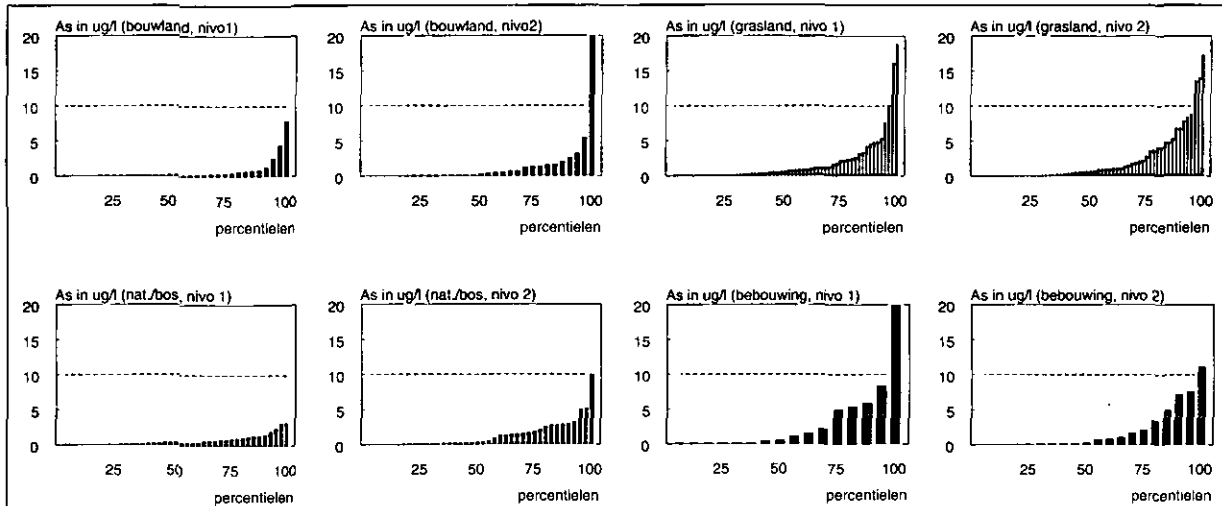 As in ug/l (bouwland, nivo1)
20
15
10
5
0
25 50 75 100
percentielen
As in ug/l (bouwland, nivo2)
20
15
10
5
0
25 50 75 100
percentielen
As in ug/l (grasland, nivo 1)
20
15
10
5
0
25 50 75 100
percentielen
As in ug/l (grasland, nivo 2)
20
15
10
5
0
25 50 75 100
percentielen
As in ug/l (nat./bos, nivo 1)
20
15
10
5
0
25 50 75 100
percentielen
As in ug/l (nat./bos, nivo 2)
20
15
10
5
0
25 50 75 100
percentielen
As in ug/l (bebouwing, nivo 1)
20
15
10
5
0
25 50 75 100
percentielen
As in ug/l (bebouwing, nivo 2)
20
15
10
5
0
25 50 75 100
percentielen